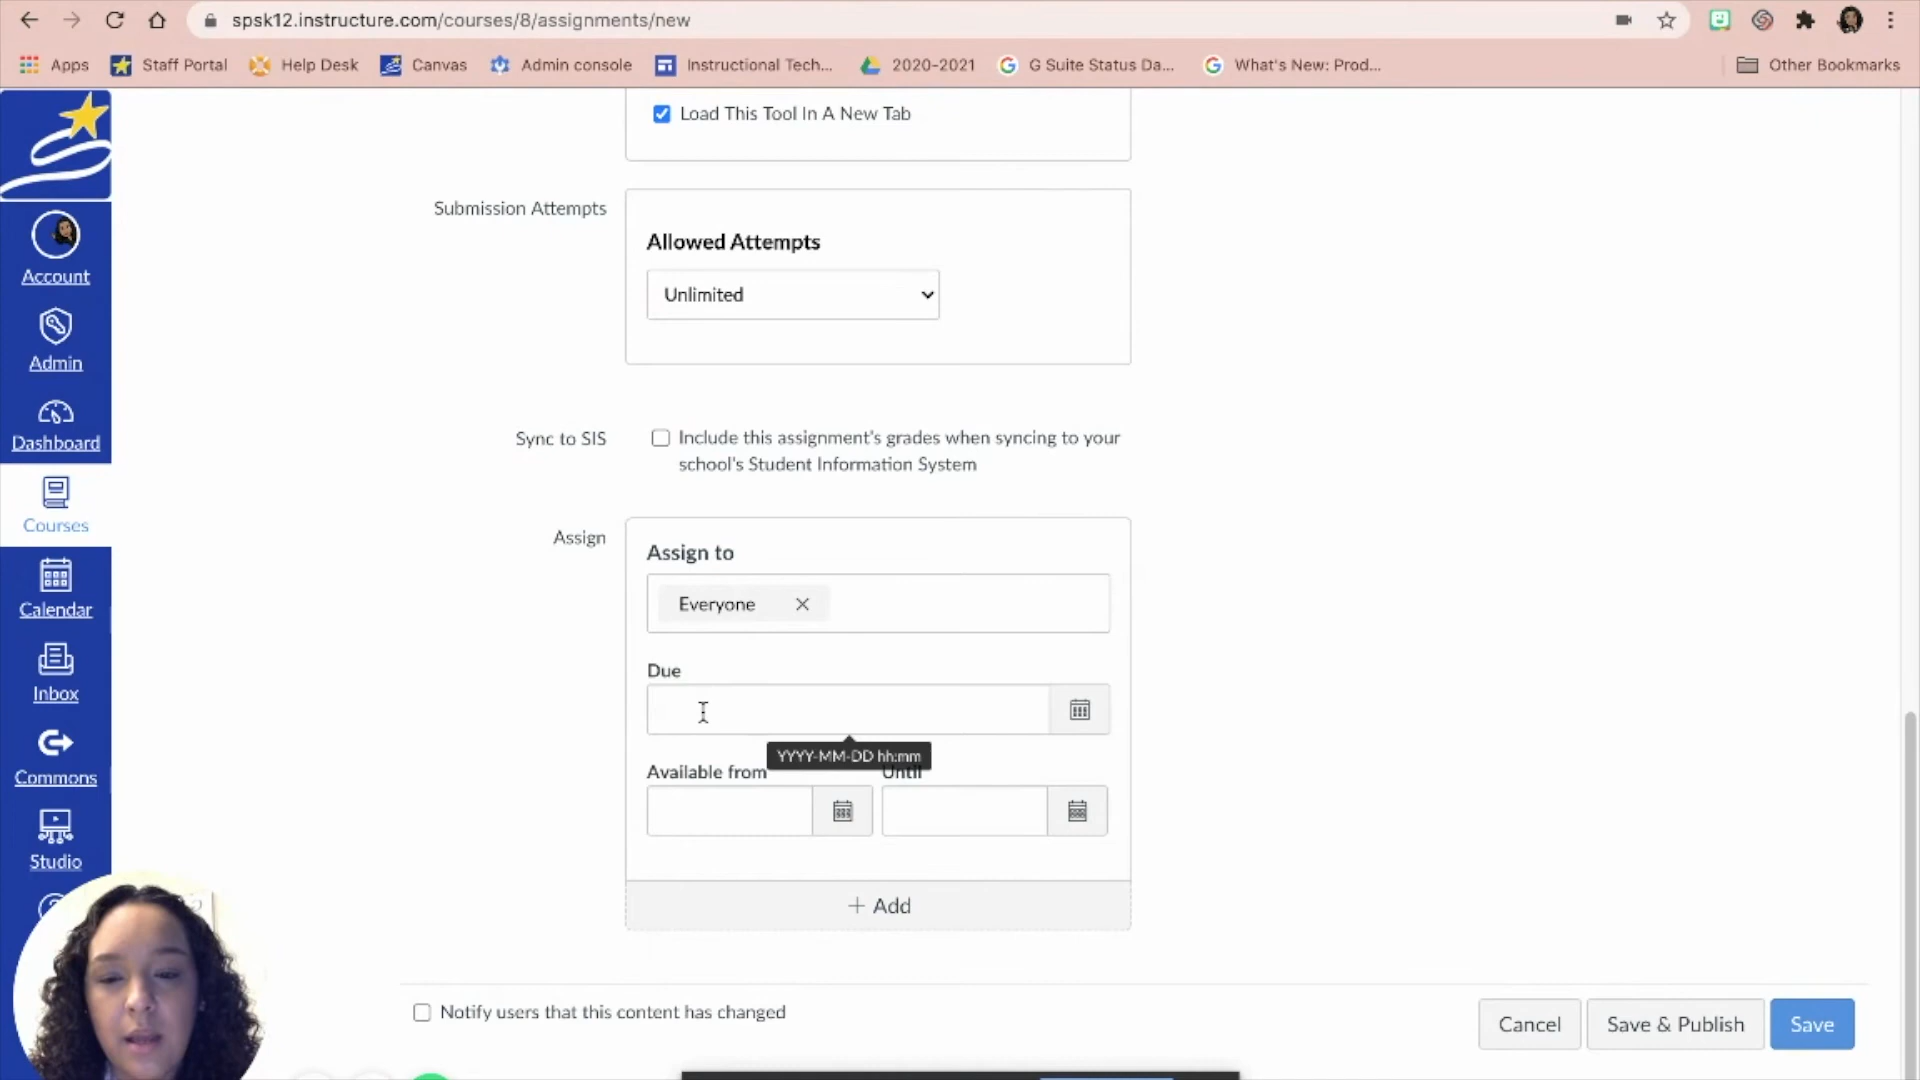 spsk12.instructure.com/courses/8/assignments/new
Apps
Staff Portal
Help Desk
Canvas
Admin console
Instructional Tech...
2020-2021
G Suite Status Da...
What's New: Prod...
Other Bookmarks
Load This Tool In A New Tab
Submission Attempts
Allowed Attempts
Unlimited
Account
Admin
Dashboard
Courses
Calendar
Inbox
Commons
Studio
Sync to SIS
Include this assignment's grades when syncing to your
school's Student Information System
Assign
Assign to
Everyone
Due
YYYY-MM-DD hh:mm
Available from
Until
+ Add
Notify users that this content has changed
Cancel
Save & Publish
Save